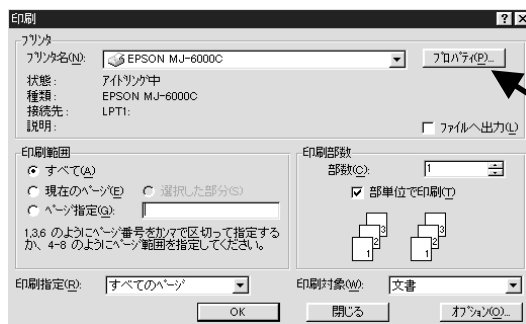 印刷
プリンタ
プリンタ名(N): EPSON MJ-6000C プロパティ(P)...
状態: アイドリング中
種類: EPSON MJ-6000C
接続先: LPT1:
説明: ファイルへ出力(L)
印刷範囲
すべて(A)
現在のページ(E) 選択した部分(S)
ページ指定(G):
1,3,6 のようにページ番号をカンマで区切って指定する
か、4-8 のようにページ範囲を指定してください。
印刷部数
部数(C): 1
部単位で印刷(T)
1 2 3 1 2 3
印刷指定(R): すべてのページ 印刷対象(W): 文書
OK 閉じる オプション(O)...